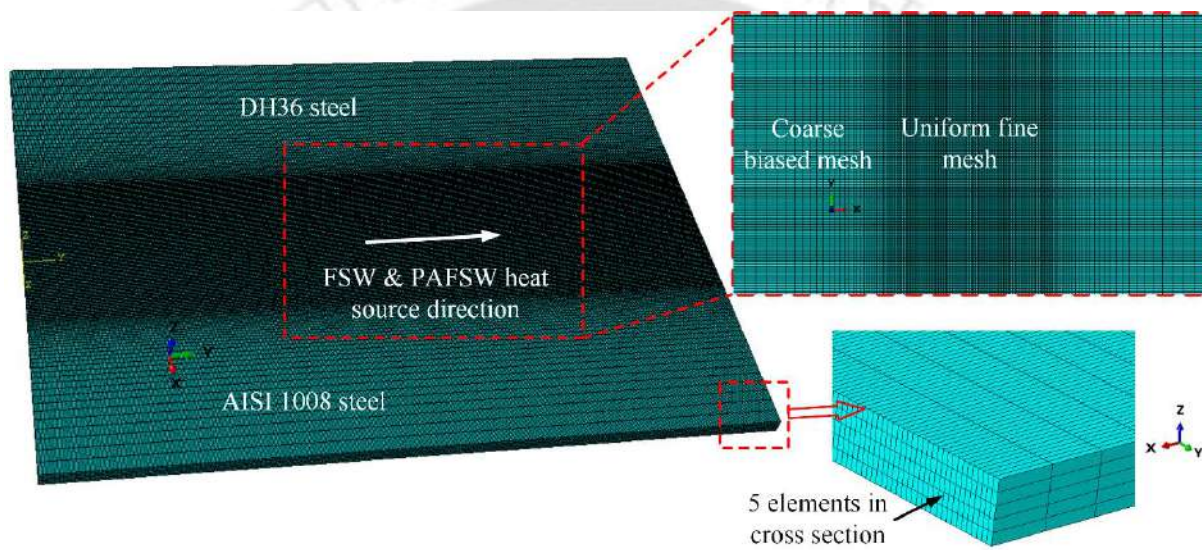 DH36 steel
Coarse
biased mesh
Uniform fine
mesh
Y
X
Z
Y
FSW & PAFSW heat
source direction
Z
Y
X
AISI 1008 steel
Z
X
Y
5 elements in
cross section